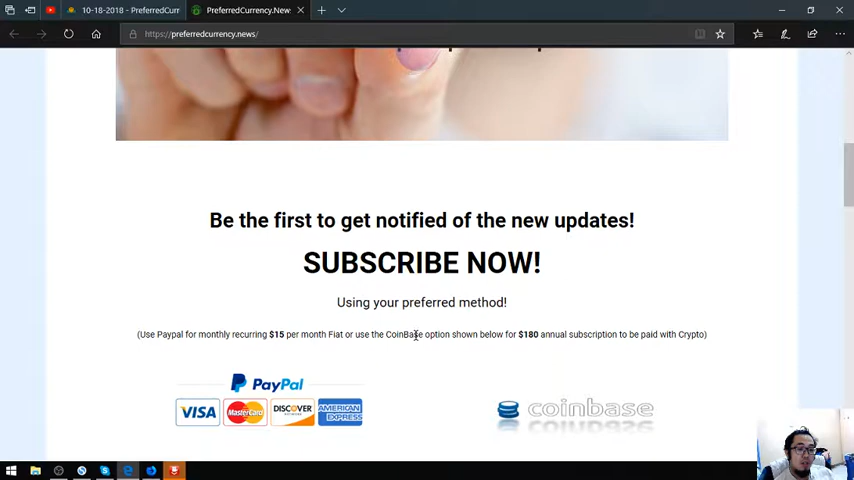 10-18-2018 - PreferredCurr
PreferredCurrency.News
https://preferredcurrency.news/
Be the first to get notified of the new updates!
SUBSCRIBE NOW!
Using your preferred method!
(Use Paypal for monthly recurring $15 per month Fiat or use the CoinBase option shown below for $180 annual subscription to be paid with Crypto)
PayPal
VISA MasterCard DISCOVER AMERICAN EXPRESS
coinbase